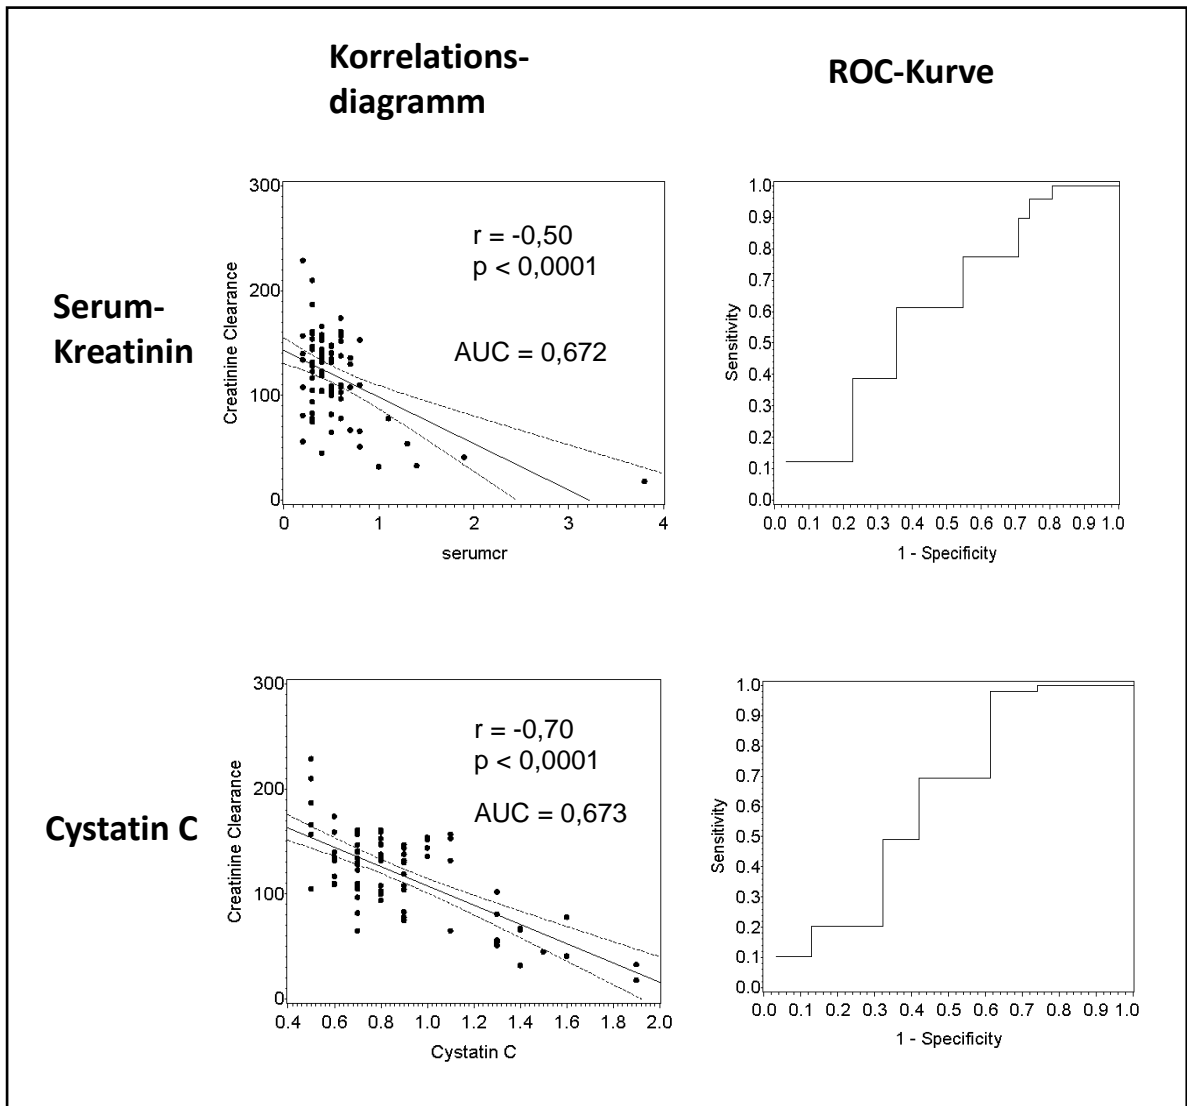 Korrelations-
diagramm
ROC-Kurve
Serum-
Kreatinin
300
200
100
0
Creatinine Clearance
r = -0,50
p < 0,0001
AUC = 0,672
0 1 2 3 4
serumcr
1.0
0.9
0.8
0.7
0.6
0.5
0.4
0.3
0.2
0.1
0.0
Sensitivity
0.0 0.1 0.2 0.3 0.4 0.5 0.6 0.7 0.8 0.9 1.0
1 - Specificity
Cystatin C
300
200
100
0
Creatinine Clearance
r = -0,70
p < 0,0001
AUC = 0,673
0.4 0.6 0.8 1.0 1.2 1.4 1.6 1.8 2.0
Cystatin C
1.0
0.9
0.8
0.7
0.6
0.5
0.4
0.3
0.2
0.1
0.0
Sensitivity
0.0 0.1 0.2 0.3 0.4 0.5 0.6 0.7 0.8 0.9 1.0
1 - Specificity